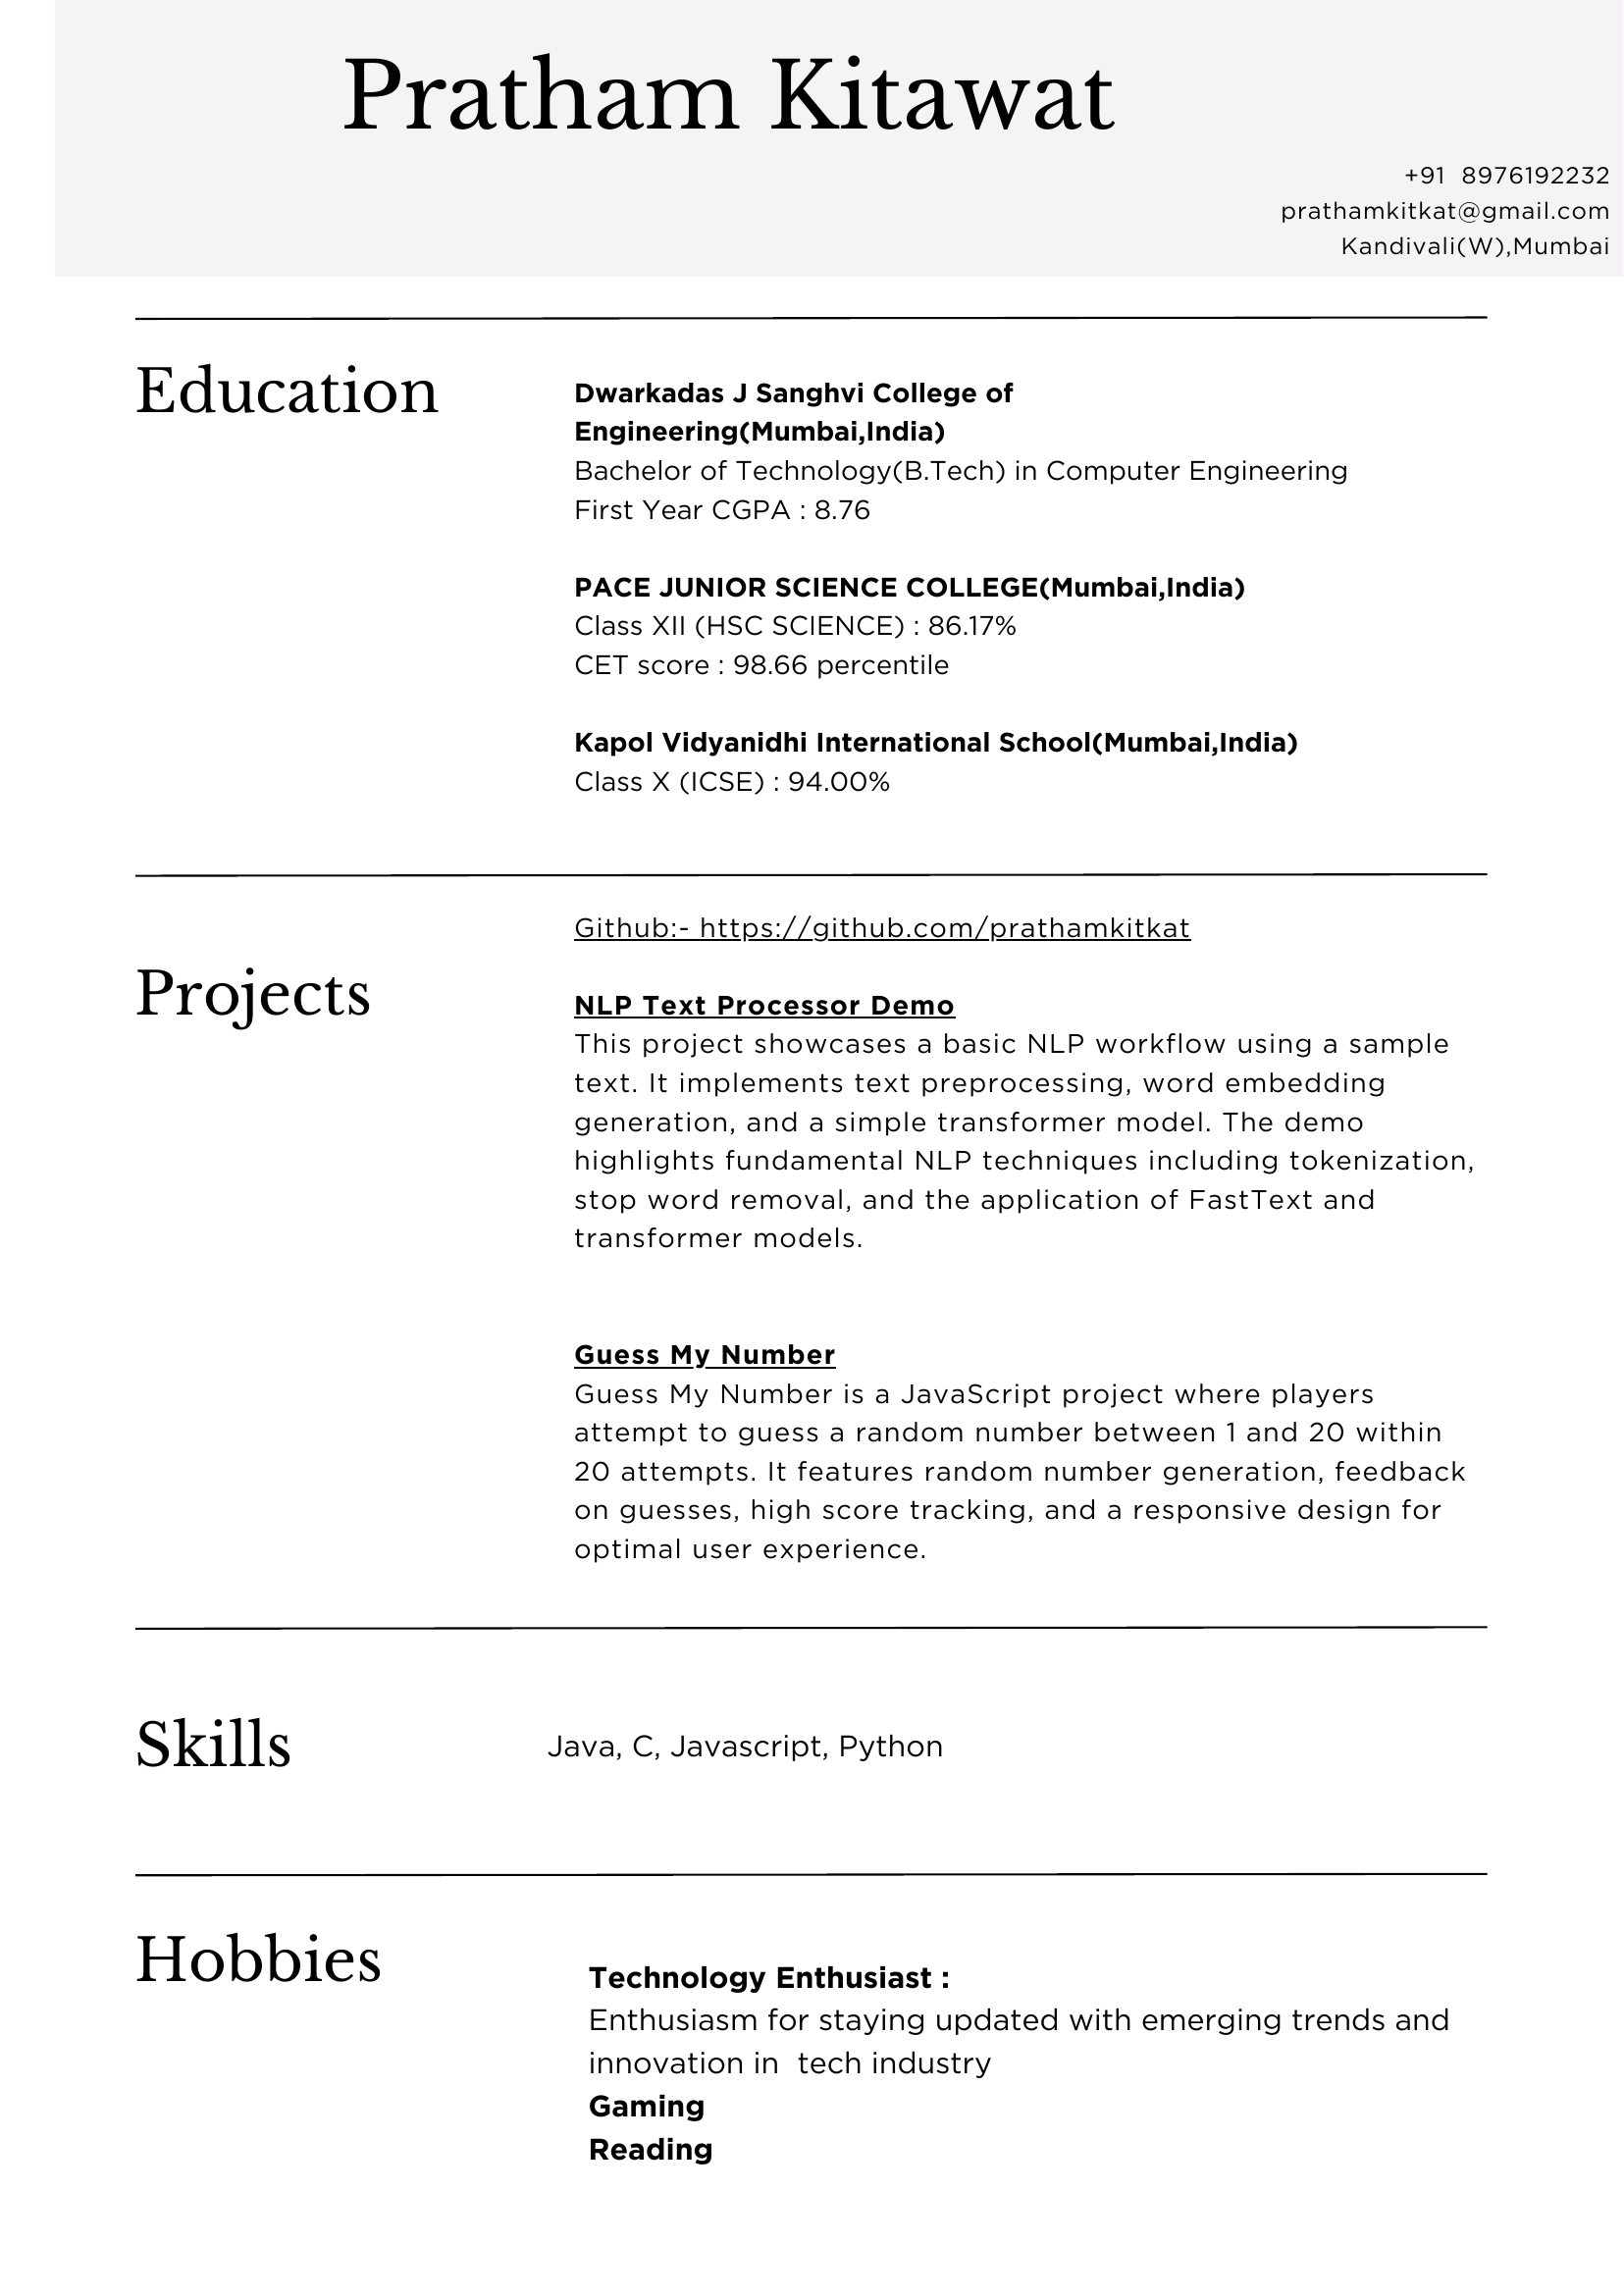 Pratham Kitawat
+91  8976192232
prathamkitkat@gmail.com
Kandivali(W),Mumbai
Education
Dwarkadas J Sanghvi College of
Engineering(Mumbai,India)
Bachelor of Technology(B.Tech) in Computer Engineering
First Year CGPA : 8.76
PACE JUNIOR SCIENCE COLLEGE(Mumbai,India)
Class XII (HSC SCIENCE) : 86.17%
CET score : 98.66 percentile
Kapol Vidyanidhi International School(Mumbai,India)
Class X (ICSE) : 94.00%
Github:- https://github.com/prathamkitkat
Projects
NLP Text Processor Demo
This project showcases a basic NLP workflow using a sample
text. It implements text preprocessing, word embedding
generation, and a simple transformer model. The demo
highlights fundamental NLP techniques including tokenization,
stop word removal, and the application of FastText and
transformer models.
Guess My Number
Guess My Number is a JavaScript project where players
attempt to guess a random number between 1 and 20 within
20 attempts. It features random number generation, feedback
on guesses, high score tracking, and a responsive design for
optimal user experience.
Skills
Java, C, Javascript, Python
Hobbies
Technology Enthusiast :
Enthusiasm for staying updated with emerging trends and
innovation in  tech industry
Gaming
Reading